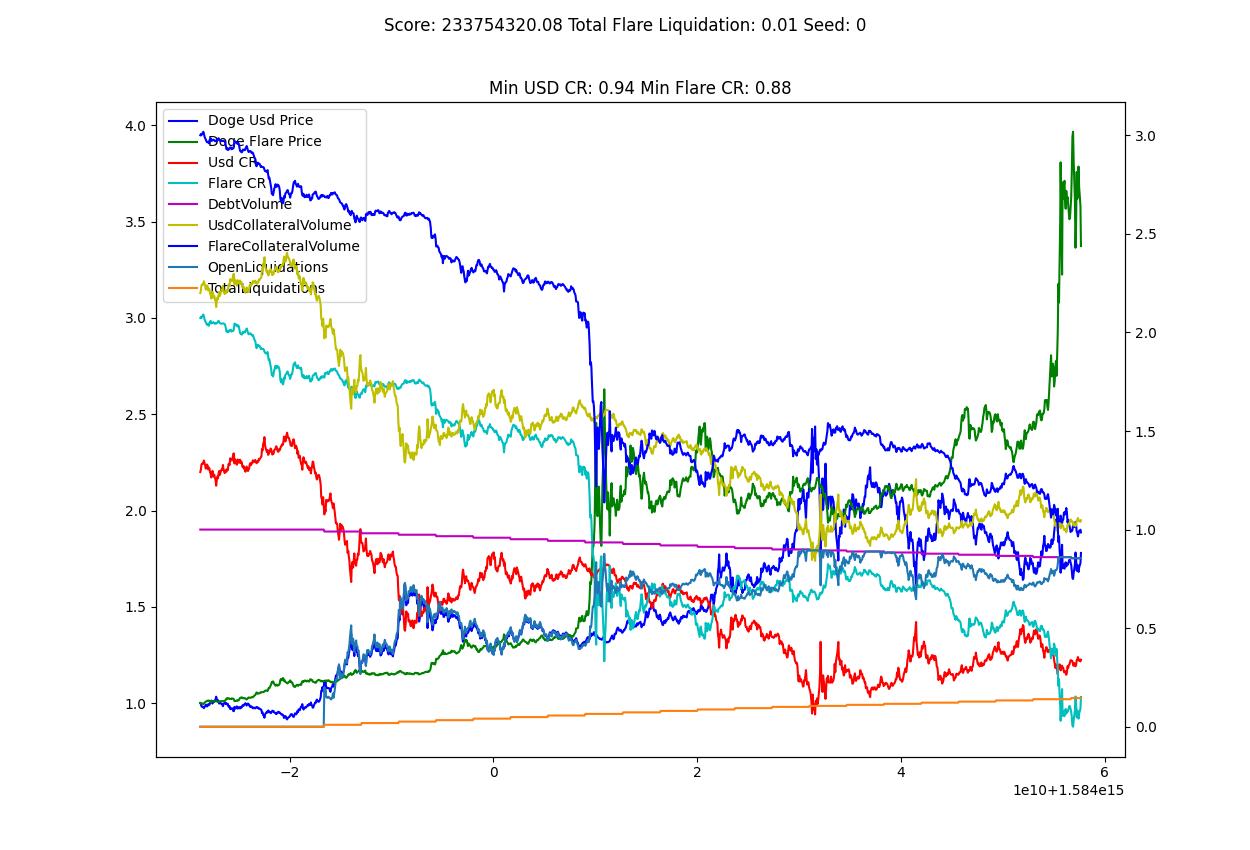 Score: 233754320.08 Total Flare Liquidation: 0.01 Seed: 0
Min USD CR: 0.94 Min Flare CR: 0.88
Doge Usd Price
Doge Flare Price
Usd CR
Flare CR
DebtVolume
UsdCollateralVolume
FlareCollateralVolume
OpenLiquidations
TotalLiquidations
4.0
3.5
3.0
2.5
2.0
1.5
1.0
3.0
2.5
2.0
1.5
1.0
0.5
0.0
−2
0
2
4
6
1e10+1.584e15